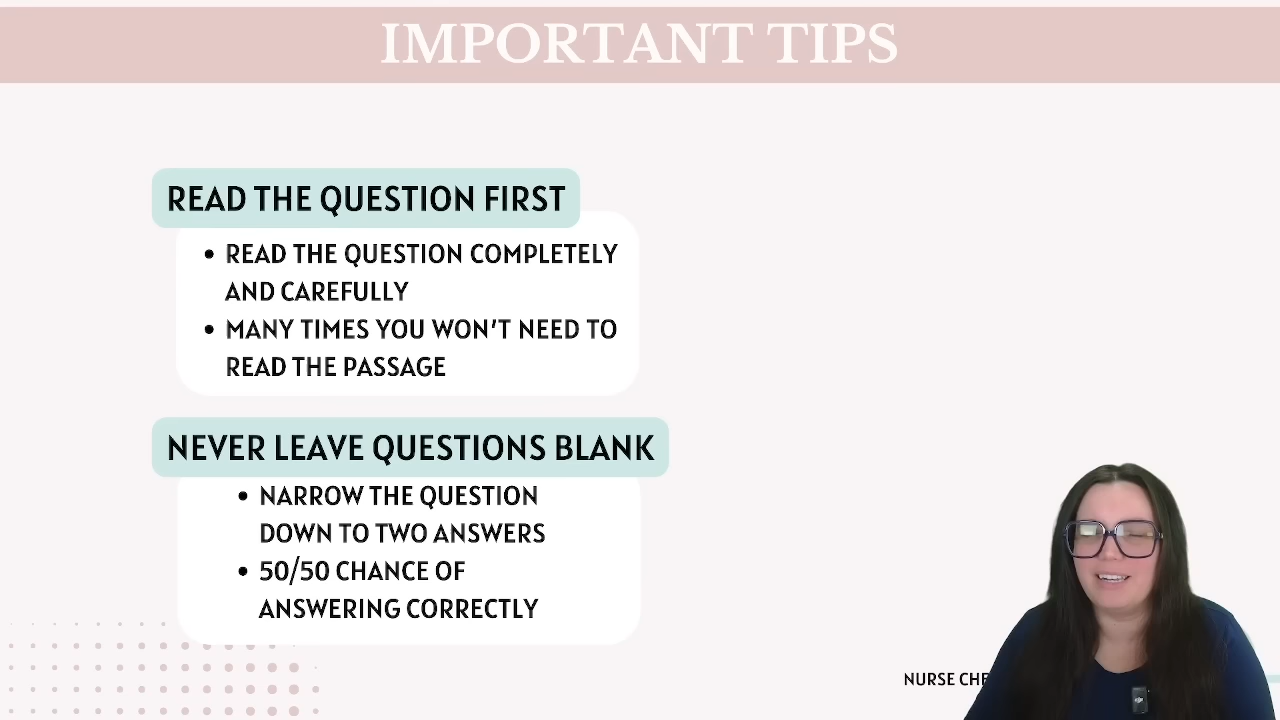 IMPORTANT TIPS
READ THE QUESTION FIRST
• READ THE QUESTION COMPLETELY
AND CAREFULLY
• MANY TIMES YOU WON'T NEED TO
READ THE PASSAGE
NEVER LEAVE QUESTIONS BLANK
• NARROW THE QUESTION
DOWN TO TWO ANSWERS
• 50/50 CHANCE OF
ANSWERING CORRECTLY
NURSE